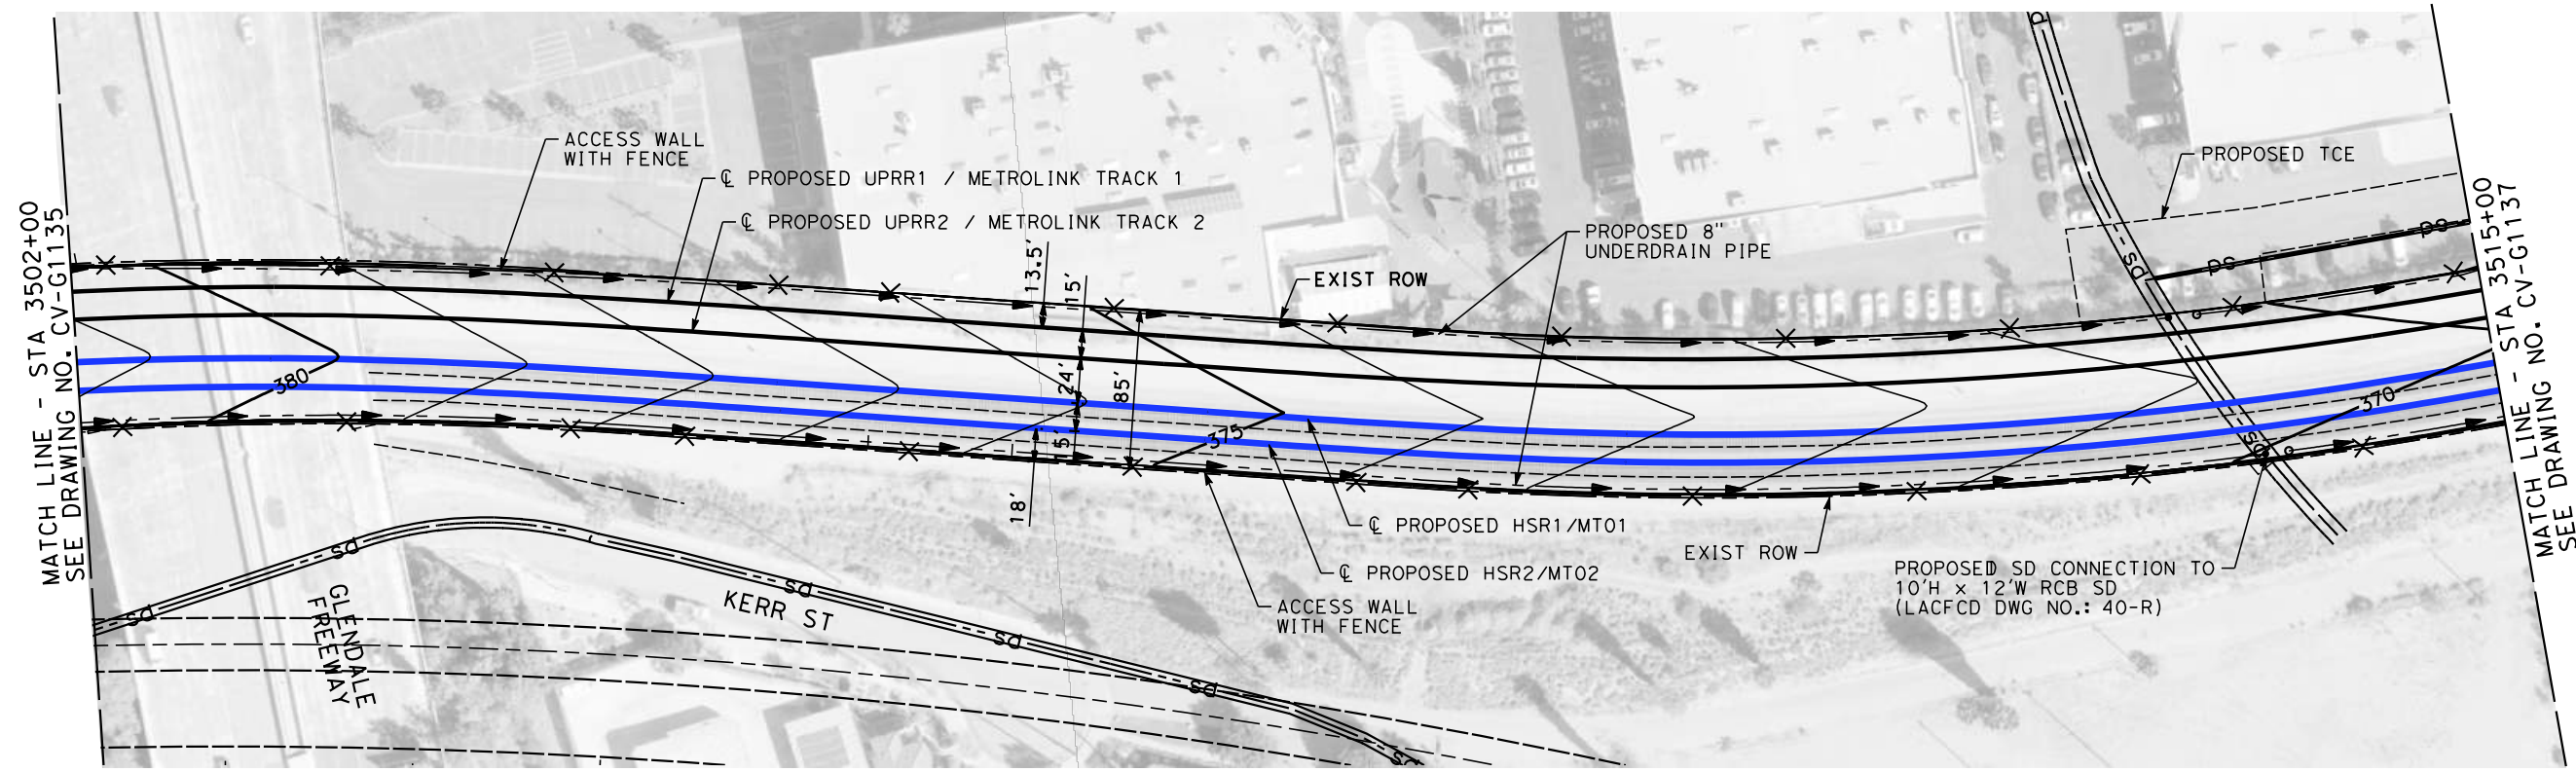 MATCH LINE - STA 3502+00
SEE DRAWING NO. CV-G1135
ACCESS WALL
WITH FENCE
℄ PROPOSED UPRR1 / METROLINK TRACK 1
℄ PROPOSED UPRR2 / METROLINK TRACK 2
13.5'
15'
24'
85'
15'
18'
EXIST ROW
PROPOSED 8"
UNDERDRAIN PIPE
PROPOSED TCE
380
375
370
℄ PROPOSED HSR1/MT01
℄ PROPOSED HSR2/MT02
ACCESS WALL
WITH FENCE
EXIST ROW
PROPOSED SD CONNECTION TO
10'H x 12'W RCB SD
(LACFCD DWG NO.: 40-R)
GLENDALE
FREEWAY
KERR ST
sd
sd
sd
sd
sd
sd
sd
sd
sd
MATCH LINE - STA 3515+00
SEE DRAWING NO. CV-G1137